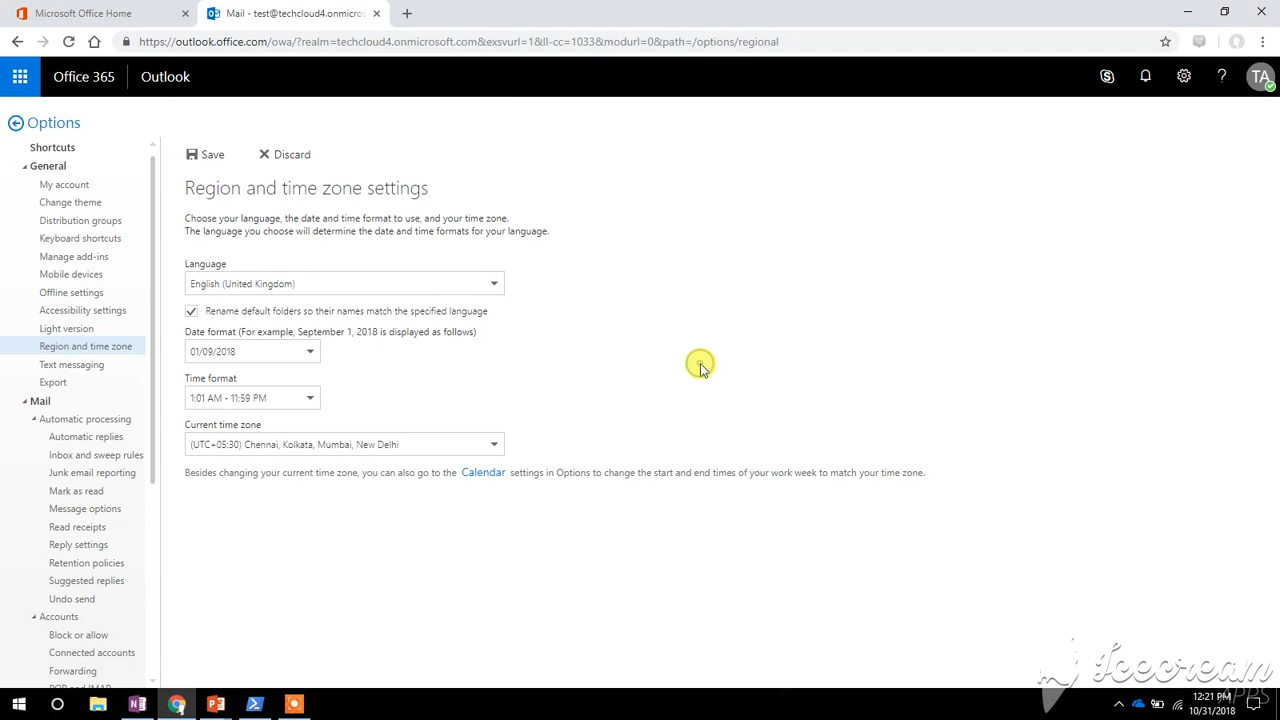 Microsoft Office Home
Mail - test@techcloud4.onmicros
https://outlook.office.com/owa/?realm=techcloud4.onmicrosoft.com&exsvurl=1&ll-cc=1033&modurl=0&path=/options/regional
Office 365
Outlook
TA
Options
Shortcuts
General
My account
Change theme
Distribution groups
Keyboard shortcuts
Manage add-ins
Mobile devices
Offline settings
Accessibility settings
Light version
Region and time zone
Text messaging
Export
Mail
Automatic processing
Automatic replies
Inbox and sweep rules
Junk email reporting
Mark as read
Message options
Read receipts
Reply settings
Retention policies
Suggested replies
Undo send
Accounts
Block or allow
Connected accounts
Forwarding
POP and IMAP
Save
Discard
Region and time zone settings
Choose your language, the date and time format to use, and your time zone.
The language you choose will determine the date and time formats for your language.
Language
English (United Kingdom)
Rename default folders so their names match the specified language
Date format (For example, September 1, 2018 is displayed as follows)
01/09/2018
Time format
1:01 AM - 11:59 PM
Current time zone
(UTC+05:30) Chennai, Kolkata, Mumbai, New Delhi
Besides changing your current time zone, you can also go to the Calendar settings in Options to change the start and end times of your work week to match your time zone.
Icecream
APPS
12:21 PM
10/31/2018